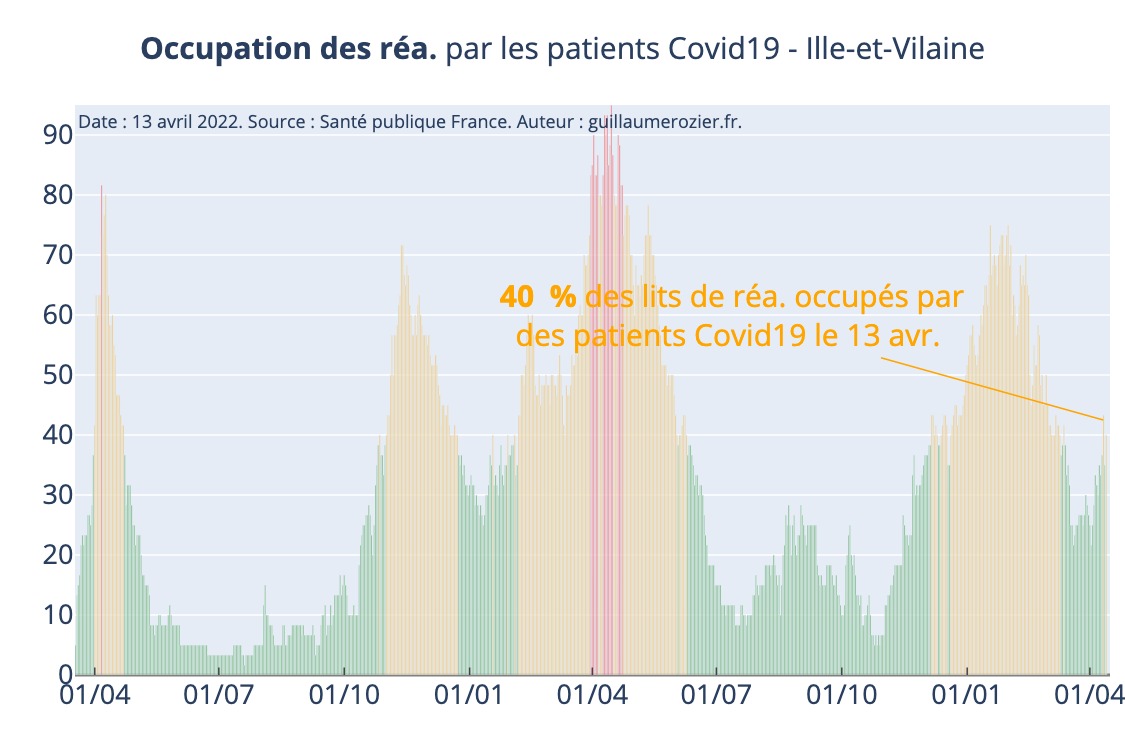 Occupation des réa. par les patients Covid19 - Ille-et-Vilaine
Date : 13 avril 2022. Source : Santé publique France. Auteur : guillaumerozier.fr.
90
80
70
60
50
40
30
20
10
0
40 % des lits de réa. occupés par
des patients Covid19 le 13 avr.
01/04 01/07 01/10 01/01 01/04 01/07 01/10 01/01 01/04